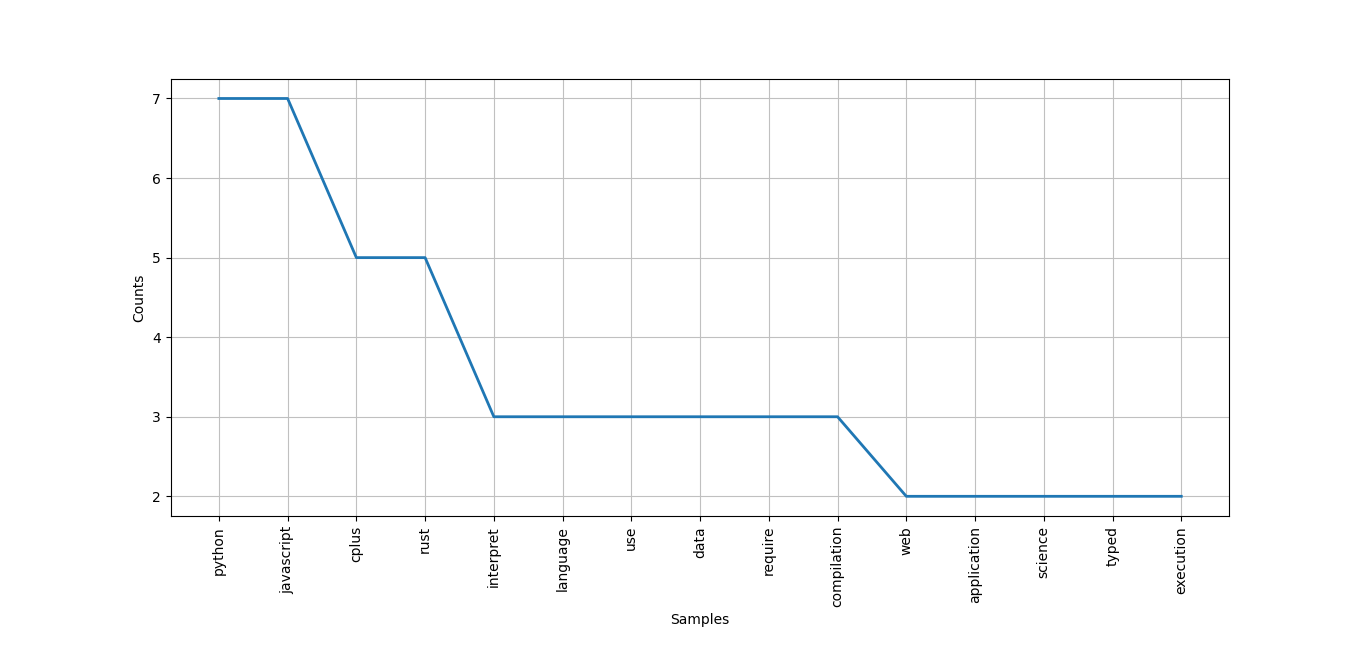 7
6
5
4
3
2
Counts
python
javascript
cplus
rust
interpret
language
use
data
require
compilation
web
application
science
typed
execution
Samples